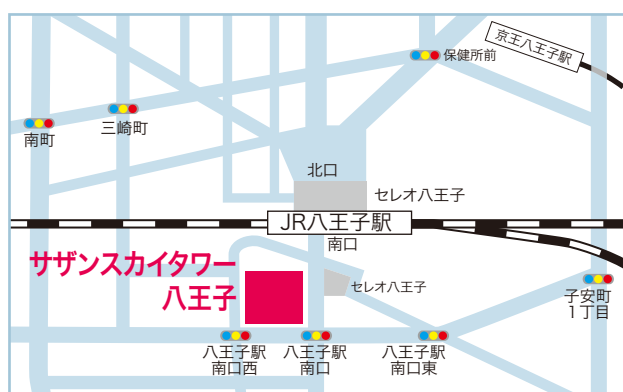 京王八王子駅
保健所前
三崎町
南町
北口
セレオ八王子
JR八王子駅
南口
サザンスカイタワー
八王子
セレオ八王子
子安町
1丁目
八王子駅
南口西
八王子駅
南口
八王子駅
南口東